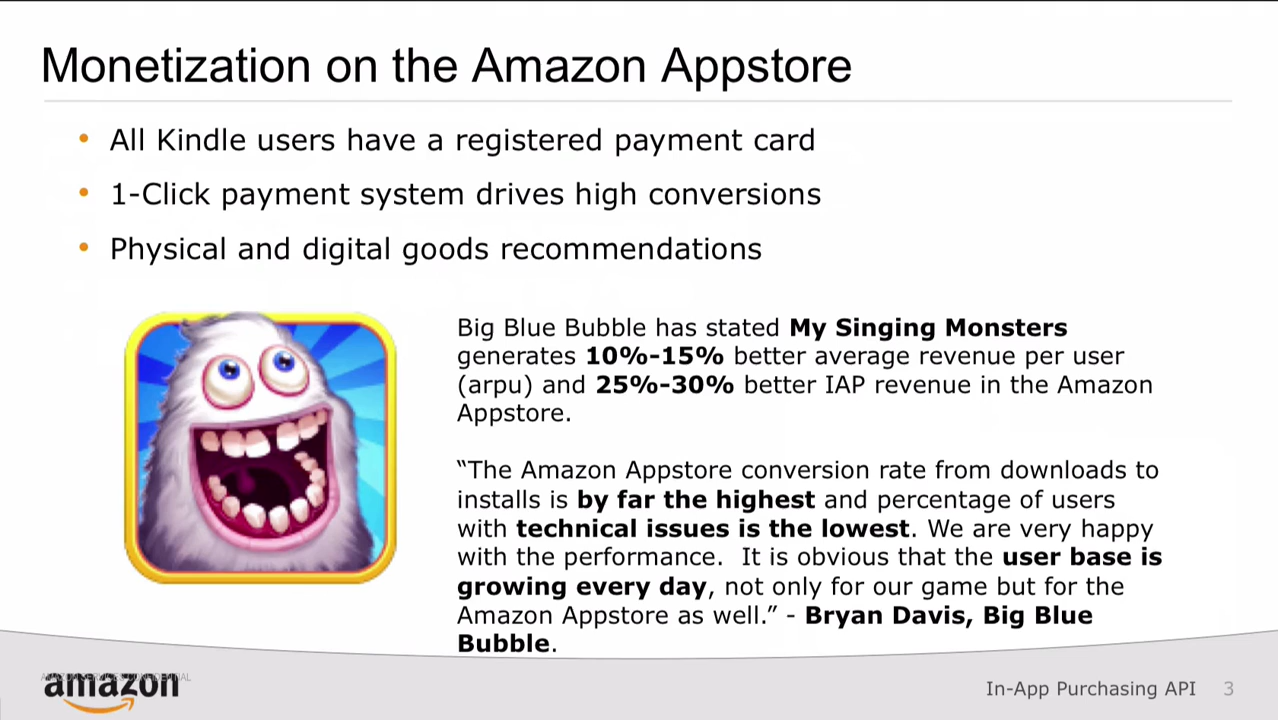 Monetization on the Amazon Appstore
• All Kindle users have a registered payment card
• 1-Click payment system drives high conversions
• Physical and digital goods recommendations
Big Blue Bubble has stated My Singing Monsters
generates 10%-15% better average revenue per user
(arpu) and 25%-30% better IAP revenue in the Amazon
Appstore.
“The Amazon Appstore conversion rate from downloads to
installs is by far the highest and percentage of users
with technical issues is the lowest. We are very happy
with the performance.  It is obvious that the user base is
growing every day, not only for our game but for the
Amazon Appstore as well.” - Bryan Davis, Big Blue
Bubble.
amazon
In-App Purchasing API 3